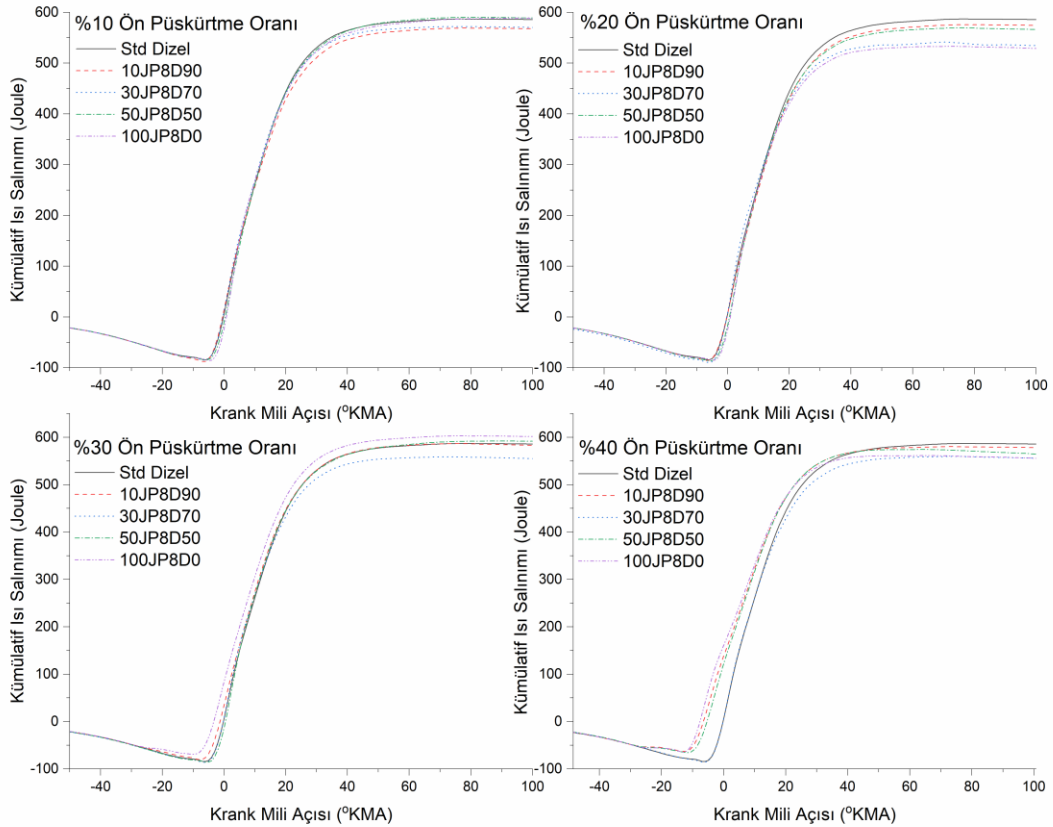 %10 Ön Püskürtme Oranı
Std Dizel
10JP8D90
30JP8D70
50JP8D50
100JP8D0
Kümülatif Isı Salınımı (Joule)
600
500
400
300
200
100
0
-100
-40 -20 0 20 40 60 80 100
Krank Mili Açısı (°KMA)
%20 Ön Püskürtme Oranı
Std Dizel
10JP8D90
30JP8D70
50JP8D50
100JP8D0
Kümülatif Isı Salınımı (Joule)
600
500
400
300
200
100
0
-100
-40 -20 0 20 40 60 80 100
Krank Mili Açısı (°KMA)
%30 Ön Püskürtme Oranı
Std Dizel
10JP8D90
30JP8D70
50JP8D50
100JP8D0
Kümülatif Isı Salınımı (Joule)
600
500
400
300
200
100
0
-100
-40 -20 0 20 40 60 80 100
Krank Mili Açısı (°KMA)
%40 Ön Püskürtme Oranı
Std Dizel
10JP8D90
30JP8D70
50JP8D50
100JP8D0
Kümülatif Isı Salınımı (Joule)
600
500
400
300
200
100
0
-100
-40 -20 0 20 40 60 80 100
Krank Mili Açısı (°KMA)